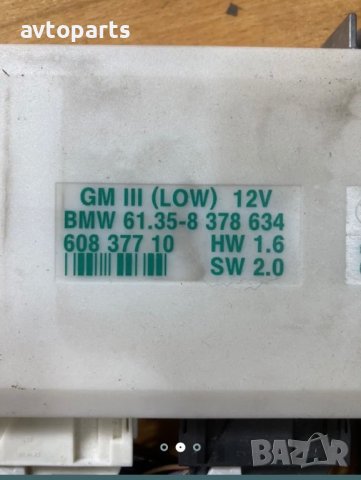 avtoparts
GM III (LOW) 12V
BMW 61.35-8 378 634
608 377 10 HW 1.6
SW 2.0
BAZAR